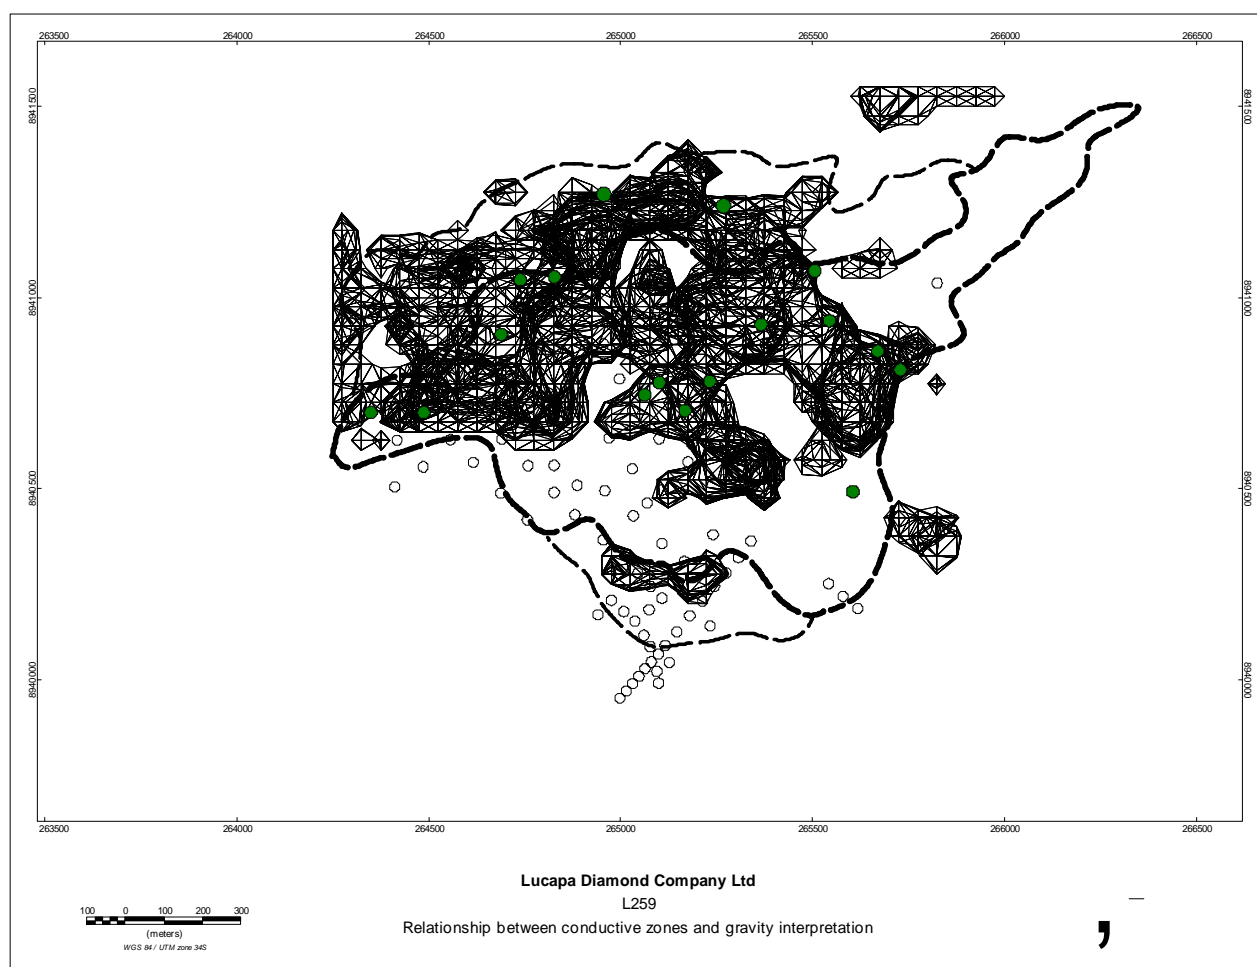 263500 264000 264500 265000 265500 266000 266500
8941500 8941500
8941000 8941000
8940500 8940500
8940000 8940000
263500 264000 264500 265000 265500 266000 266500
Lucapa Diamond Company Ltd
L259
Relationship between conductive zones and gravity interpretation
100 0 100 200 300
(meters)
WGS 84 / UTM zone 34S
,